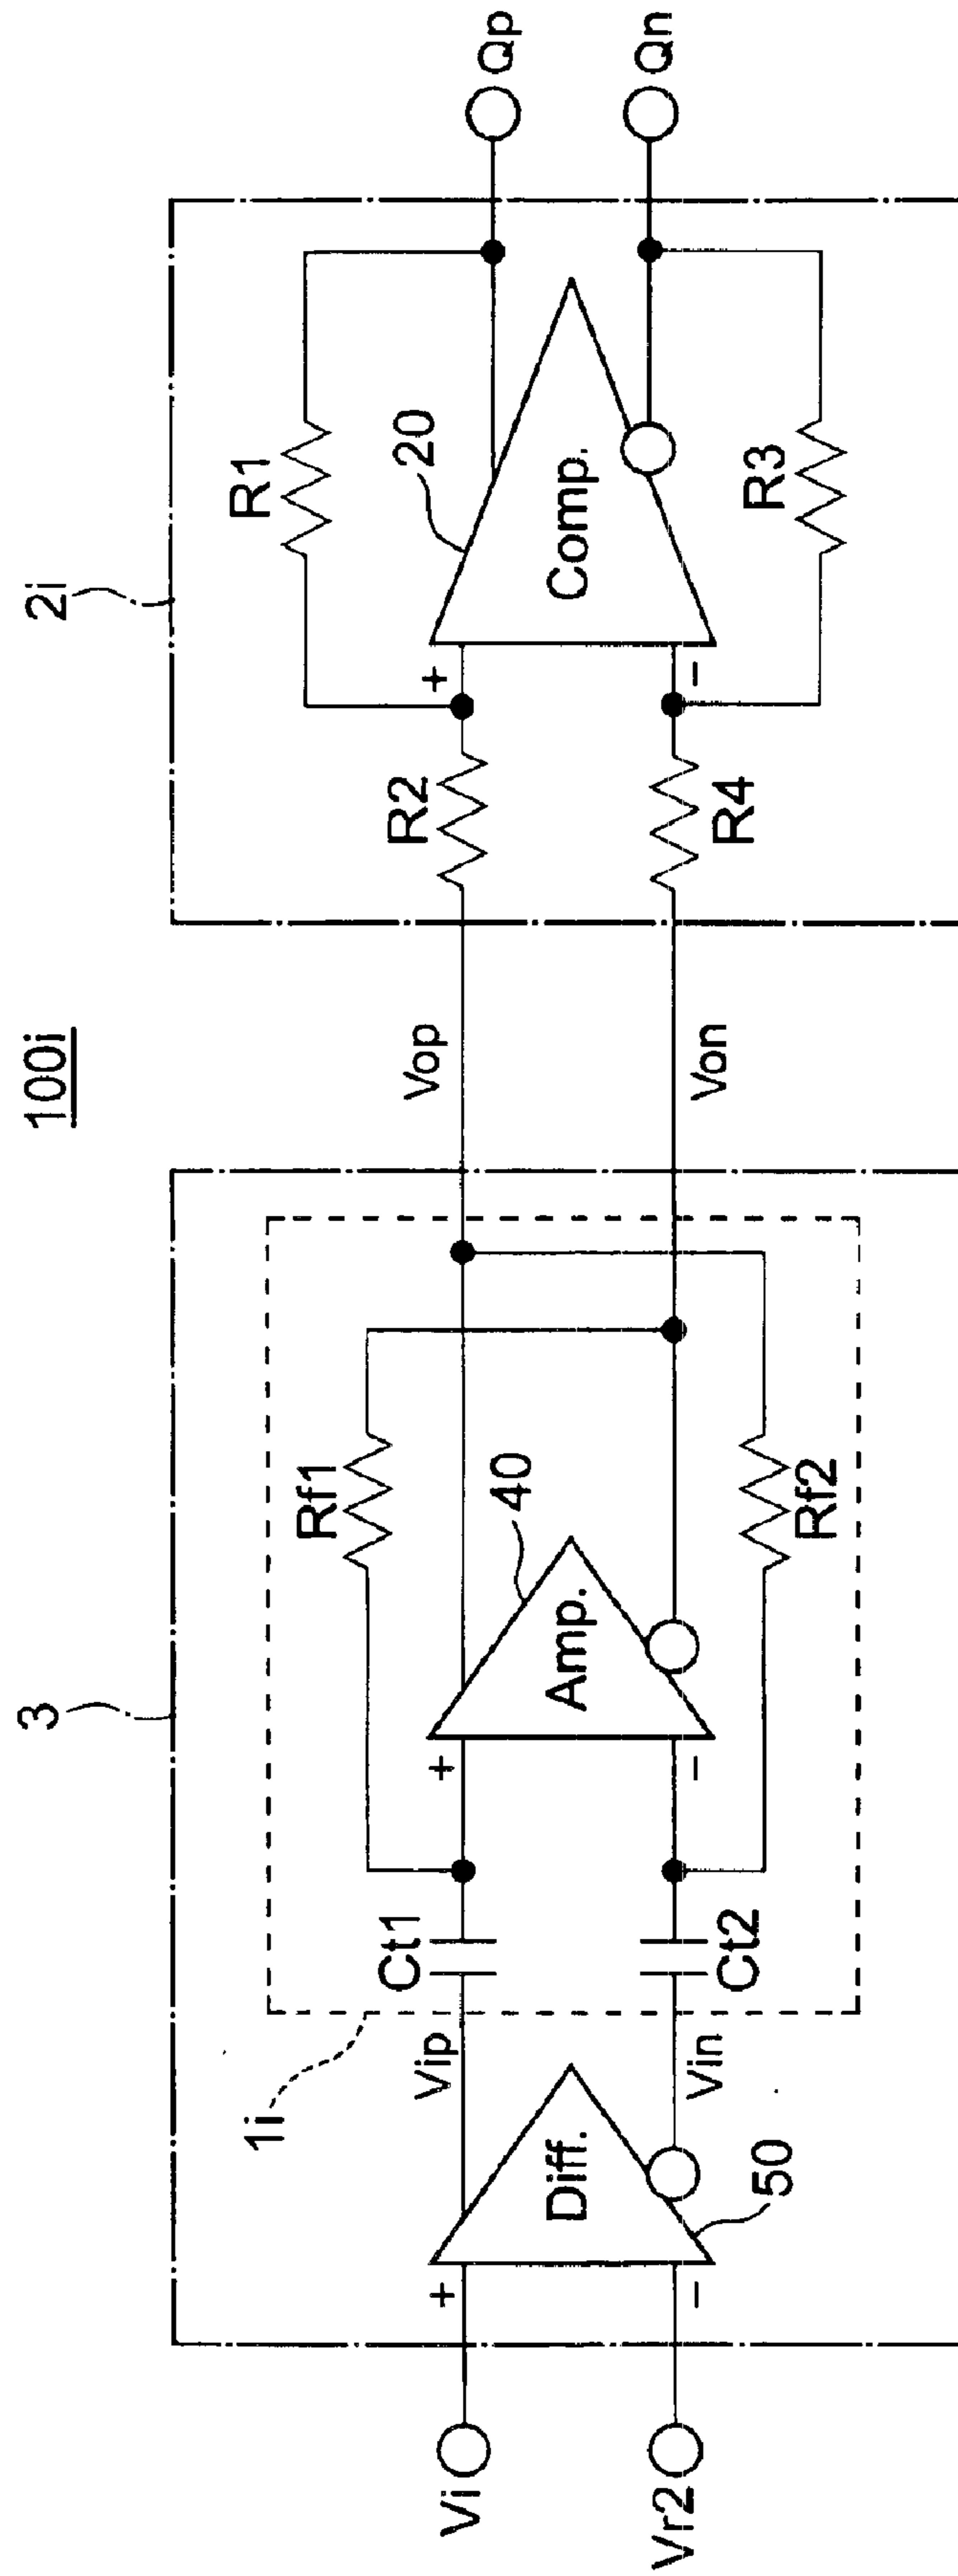 100i
3
2i
1i
Vi
Vr2
+
−
Diff.
50
Vip
Vin
Ct1
Ct2
+
−
Amp.
40
Rf1
Rf2
Vop
Von
R2
R4
+
−
Comp.
20
R1
R3
Qp
Qn